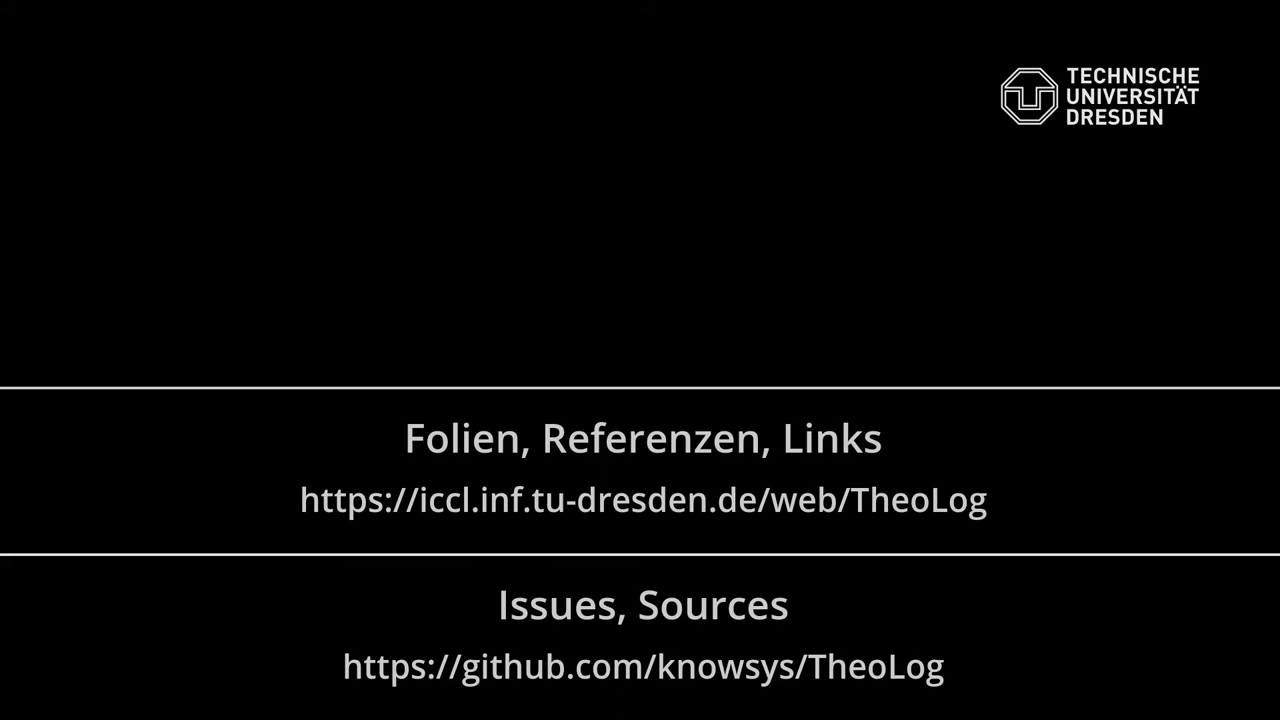 TECHNISCHE
UNIVERSITÄT
DRESDEN
Folien, Referenzen, Links
https://iccl.inf.tu-dresden.de/web/TheoLog
Issues, Sources
https://github.com/knowsys/TheoLog